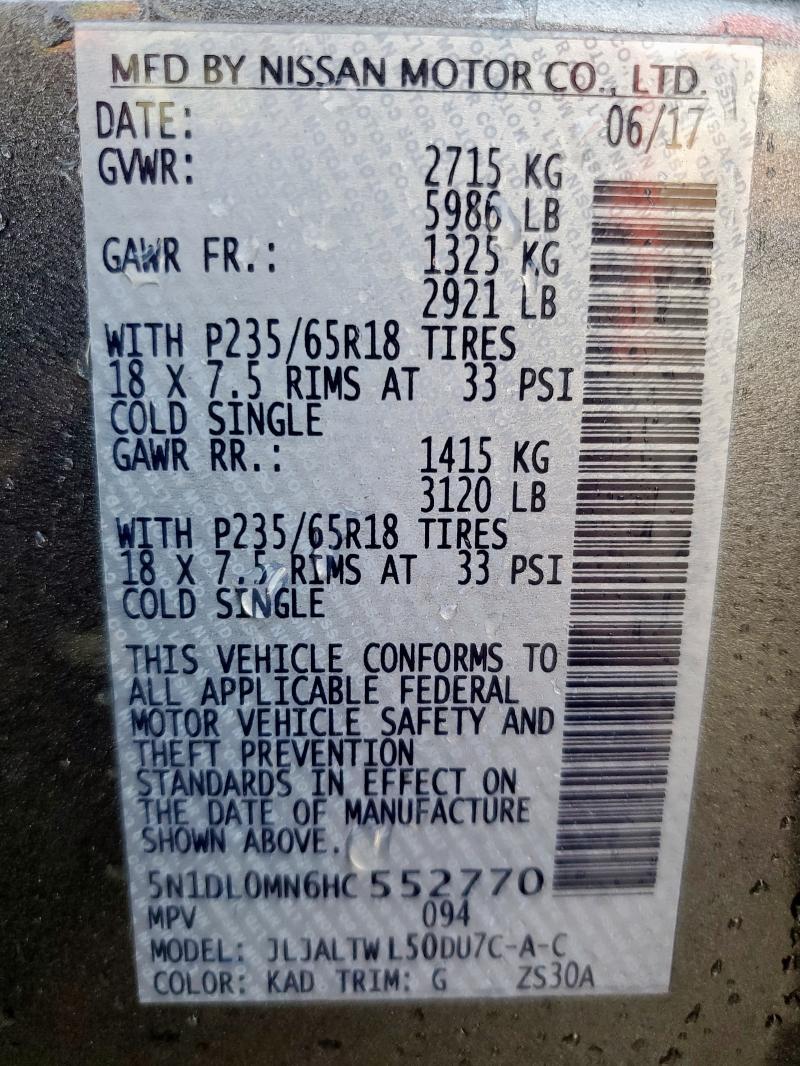 MFD BY NISSAN MOTOR CO., LTD.
DATE: 06/17
GVWR: 2715 KG
5986 LB
GAWR FR.: 1325 KG
2921 LB
WITH P235/65R18 TIRES
18 X 7.5 RIMS AT 33 PSI
COLD SINGLE
GAWR RR.: 1415 KG
3120 LB
WITH P235/65R18 TIRES
18 X 7.5 RIMS AT 33 PSI
COLD SINGLE
THIS VEHICLE CONFORMS TO
ALL APPLICABLE FEDERAL
MOTOR VEHICLE SAFETY AND
THEFT PREVENTION
STANDARDS IN EFFECT ON
THE DATE OF MANUFACTURE
SHOWN ABOVE.
5N1DL0MN6HC 552770
MPV 094
MODEL: JLJALTW L50DU7C-A-C
COLOR: KAD TRIM: G ZS30A